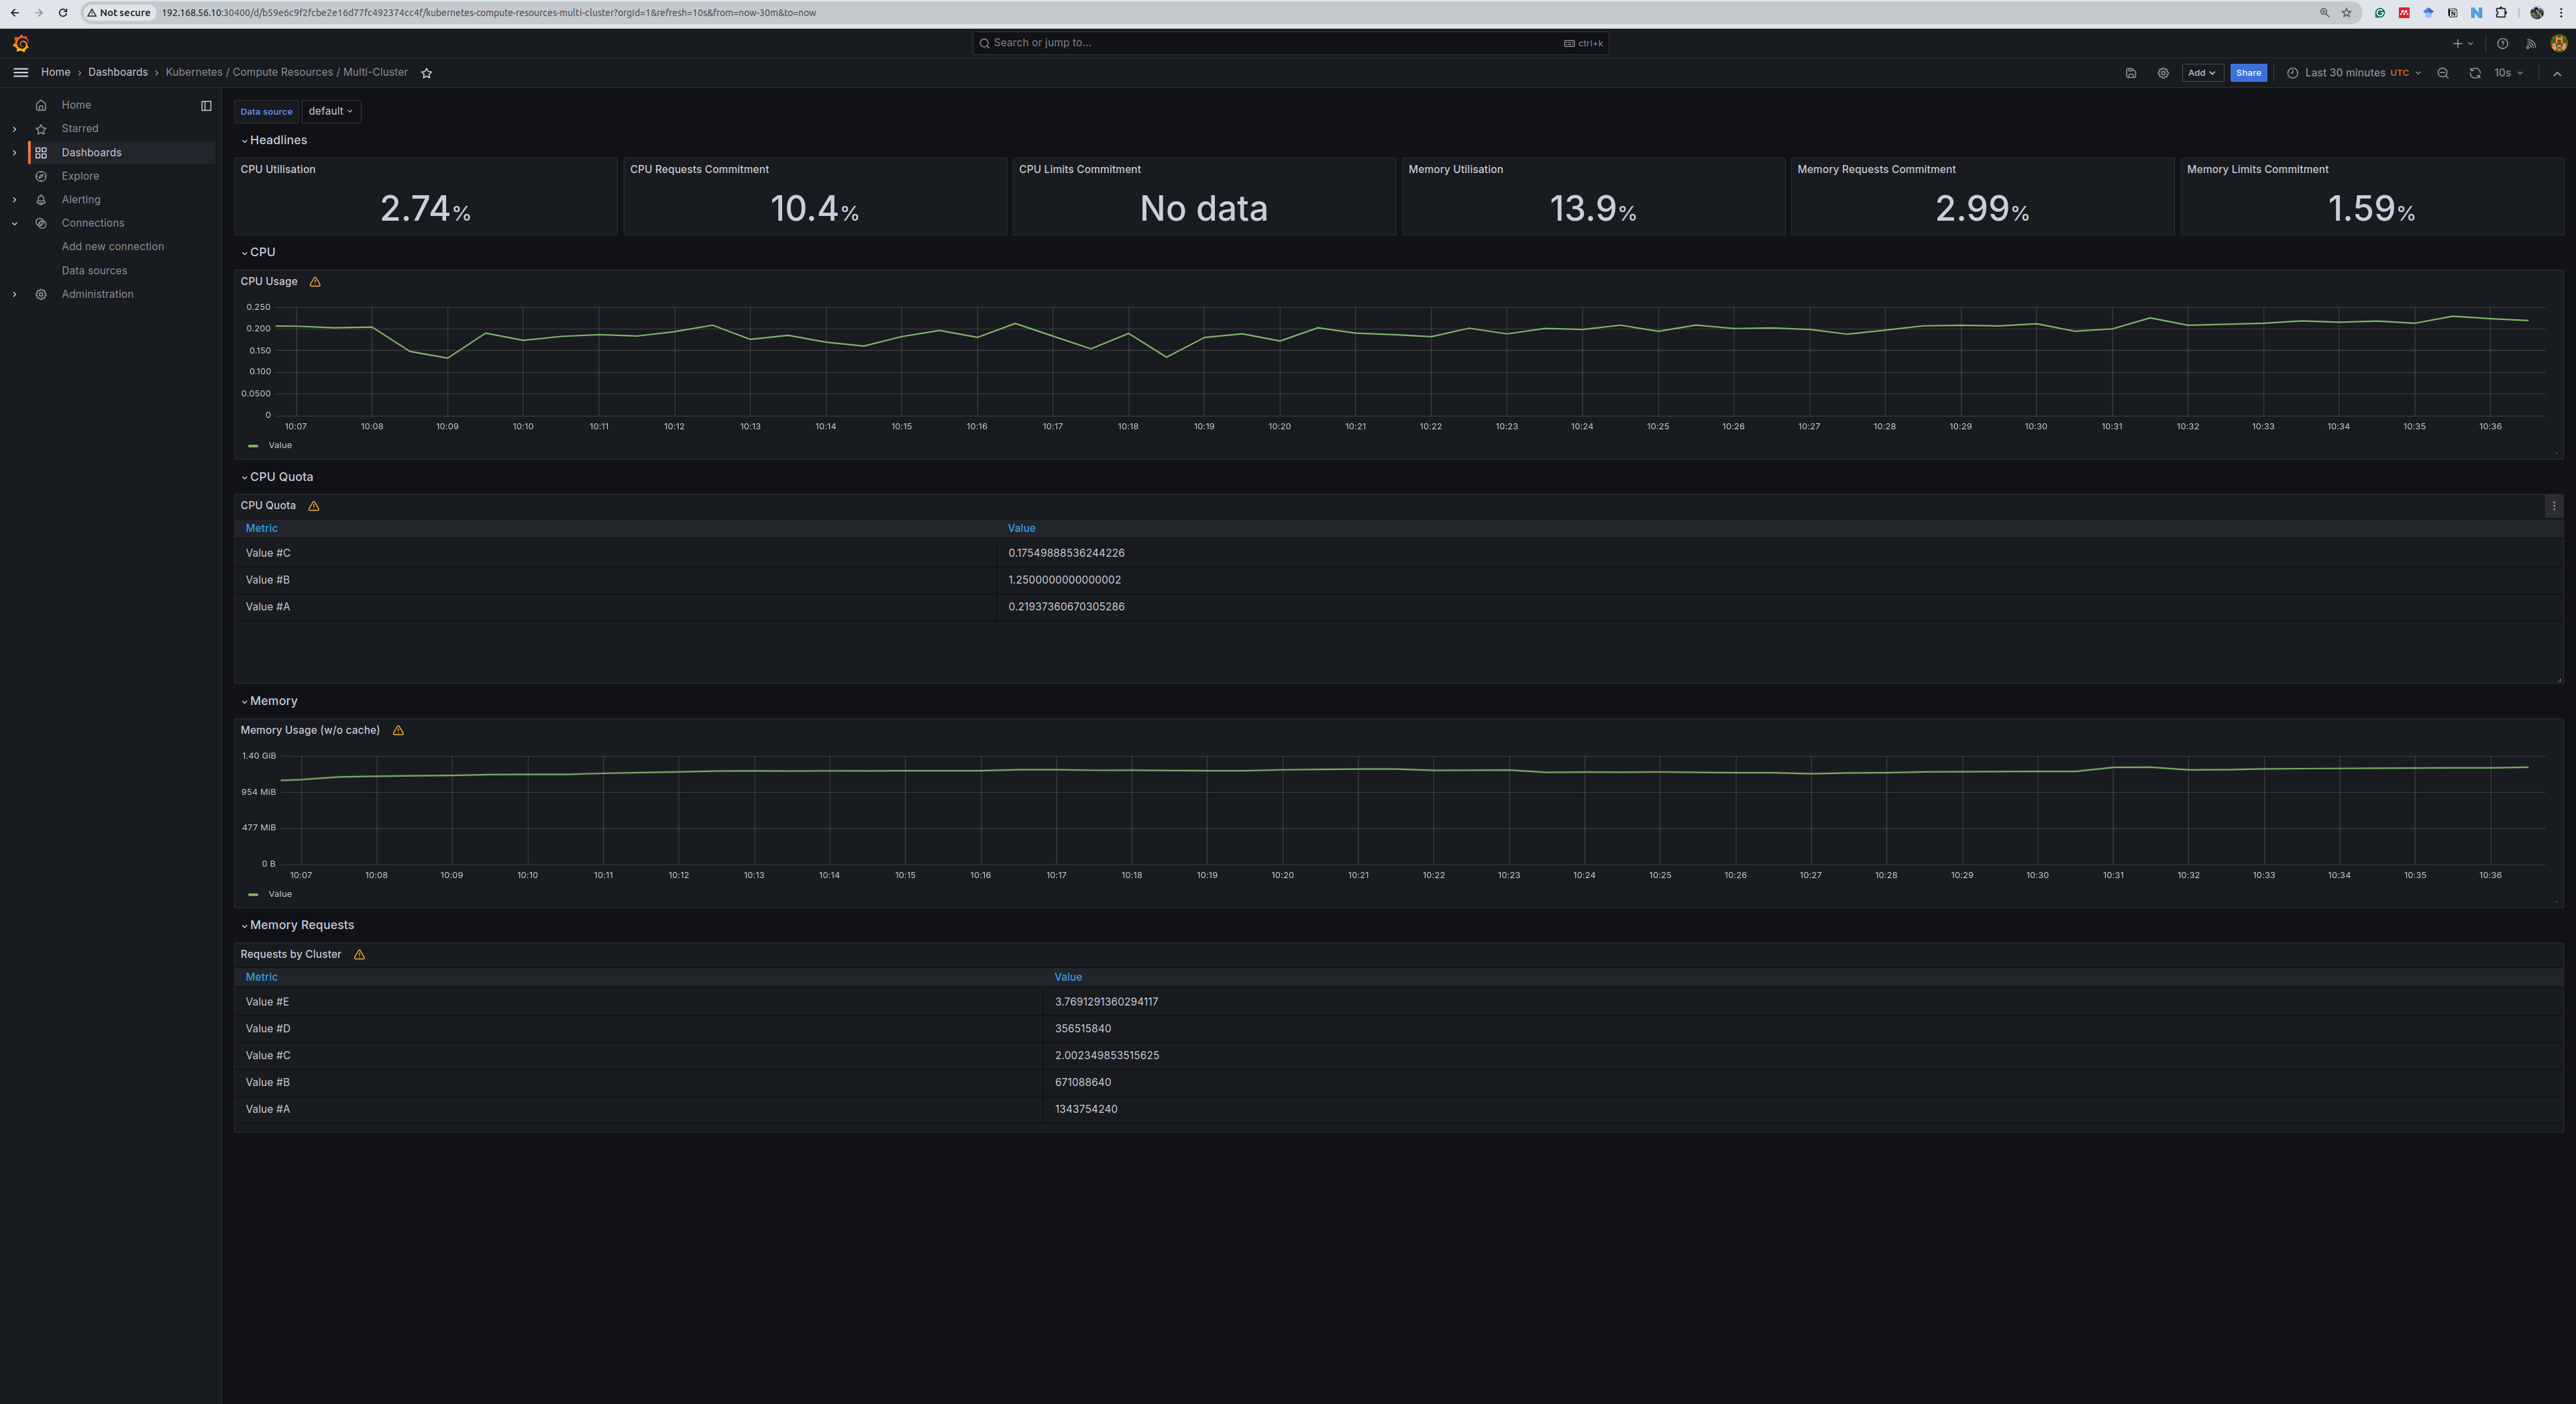 Not secure 192.168.56.10:30400/d/b59e6c9f2fcbe2e16d77fc492374cc4f/kubernetes-compute-resources-multi-cluster?orgId=1&refresh=10s&from=now-30m&to=now
Search or jump to... ctrl+k
Home › Dashboards › Kubernetes / Compute Resources / Multi-Cluster Add Share Last 30 minutes UTC 10s
Home
Starred
Dashboards
Explore
Alerting
Connections
Add new connection
Data sources
Administration
Data source default
Headlines
CPU Utilisation CPU Requests Commitment CPU Limits Commitment Memory Utilisation Memory Requests Commitment Memory Limits Commitment
2.74% 10.4% No data 13.9% 2.99% 1.59%
CPU
CPU Usage
0.250
0.200
0.150
0.100
0.0500
0
10:07 10:08 10:09 10:10 10:11 10:12 10:13 10:14 10:15 10:16 10:17 10:18 10:19 10:20 10:21 10:22 10:23 10:24 10:25 10:26 10:27 10:28 10:29 10:30 10:31 10:32 10:33 10:34 10:35 10:36
Value
CPU Quota
CPU Quota
Metric Value
Value #C 0.17549888536244226
Value #B 1.2500000000000002
Value #A 0.21937360670305286
Memory
Memory Usage (w/o cache)
1.40 GiB
954 MiB
477 MiB
0 B
10:07 10:08 10:09 10:10 10:11 10:12 10:13 10:14 10:15 10:16 10:17 10:18 10:19 10:20 10:21 10:22 10:23 10:24 10:25 10:26 10:27 10:28 10:29 10:30 10:31 10:32 10:33 10:34 10:35 10:36
Value
Memory Requests
Requests by Cluster
Metric Value
Value #E 3.7691291360294117
Value #D 356515840
Value #C 2.002349853515625
Value #B 671088640
Value #A 1343754240